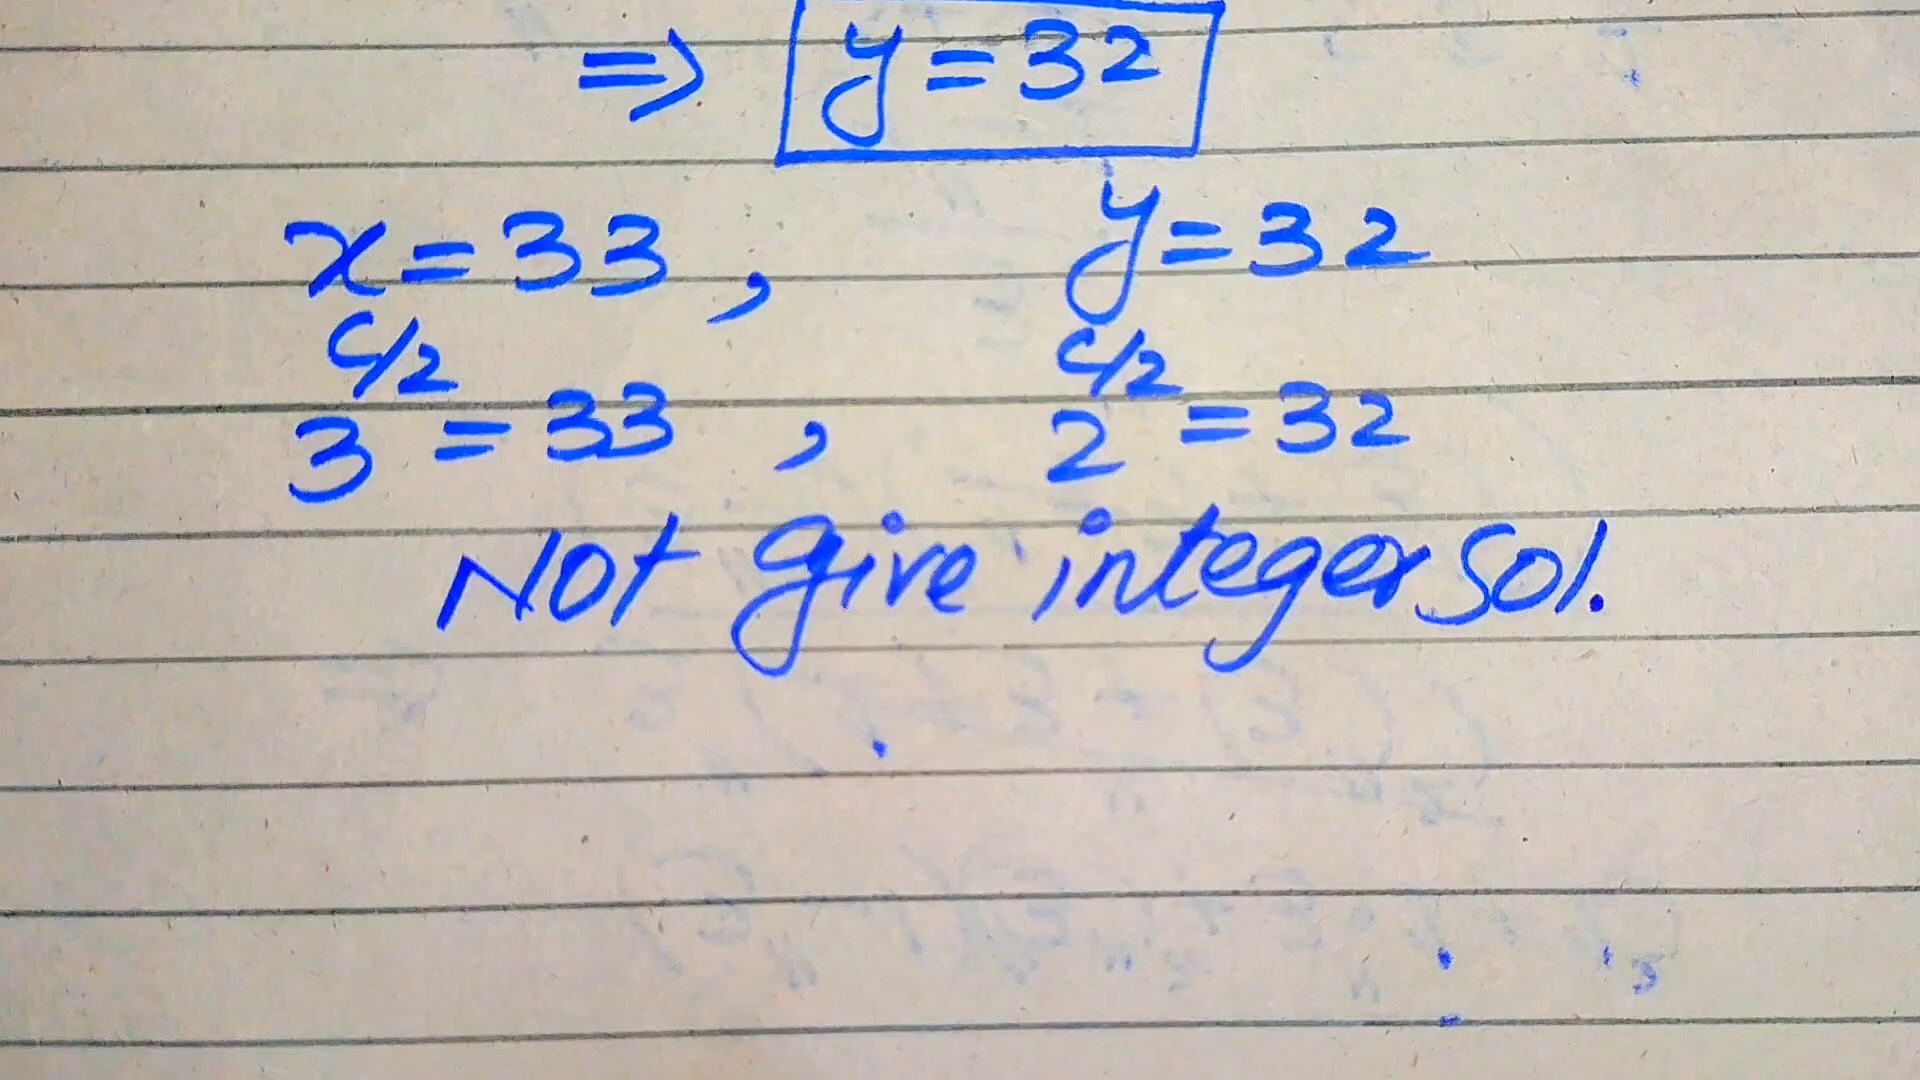 ⇒ y = 32
x = 33 , y = 32
3^{c/2} = 33 , 2^{c/2} = 32
Not give integer sol.